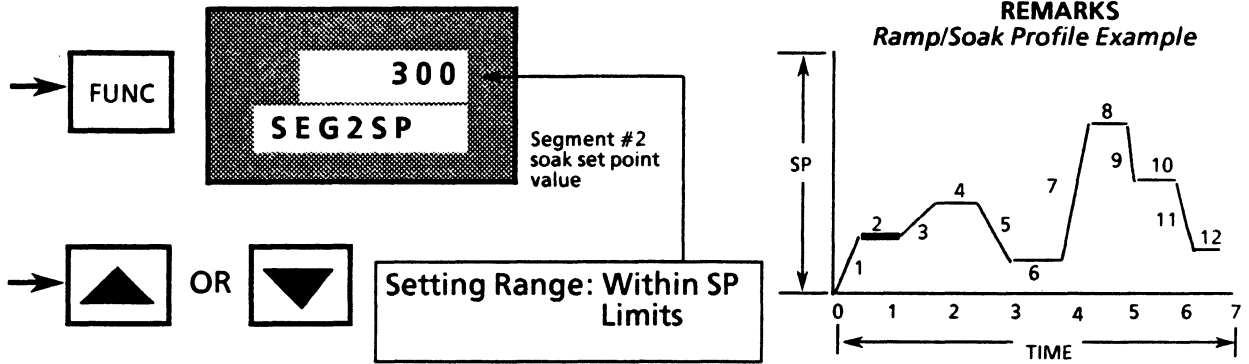 FUNC
300
SEG2SP
Segment #2
soak set point
value
OR
Setting Range: Within SP
Limits
REMARKS
Ramp/Soak Profile Example
SP
1
2
3
4
5
6
7
8
9
10
11
12
0 1 2 3 4 5 6 7
TIME